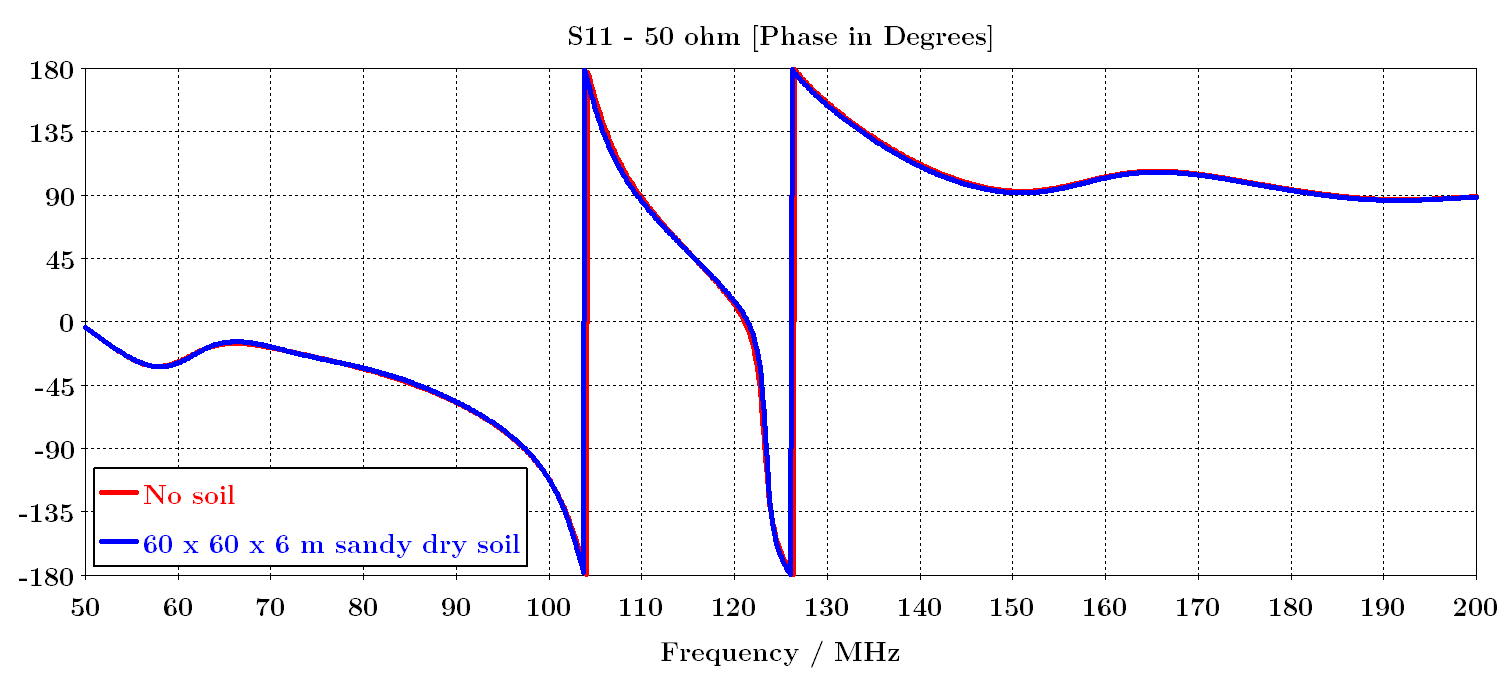 S11 - 50 ohm [Phase in Degrees]
180
135
90
45
0
-45
-90
-135
-180
No soil
60 x 60 x 6 m sandy dry soil
50 60 70 80 90 100 110 120 130 140 150 160 170 180 190 200
Frequency / MHz